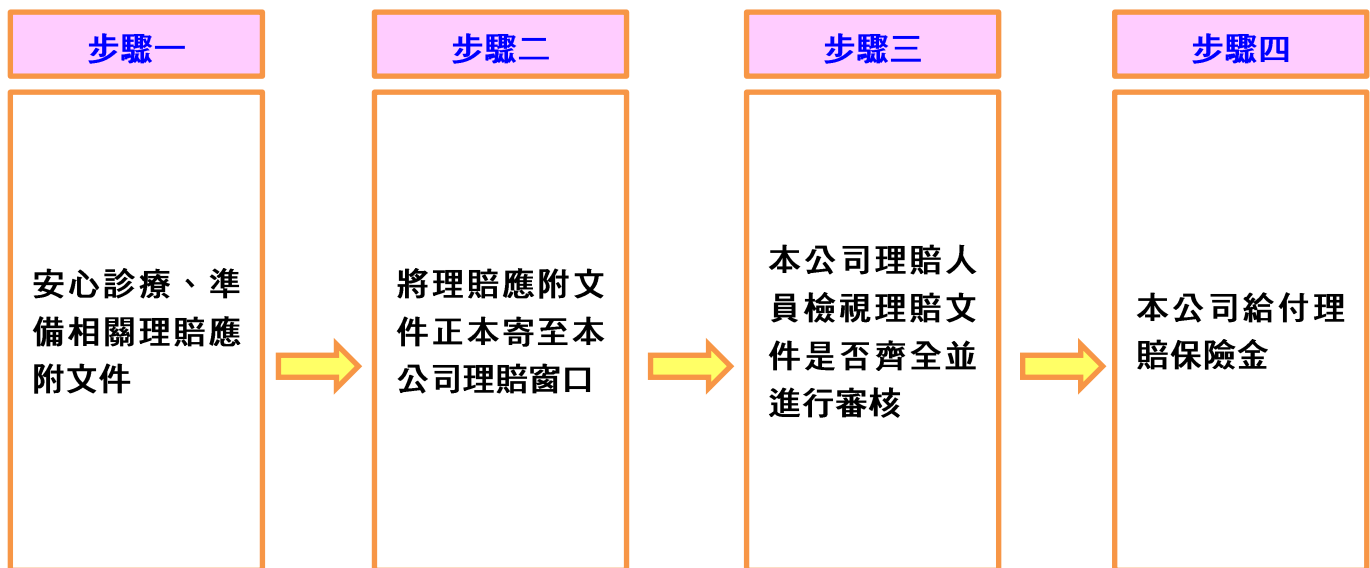 步驟一
安心診療、準
備相關理賠應
附文件
步驟二
將理賠應附文
件正本寄至本
公司理賠窗口
步驟三
本公司理賠人
員檢視理賠文
件是否齊全並
進行審核
步驟四
本公司給付理
賠保險金